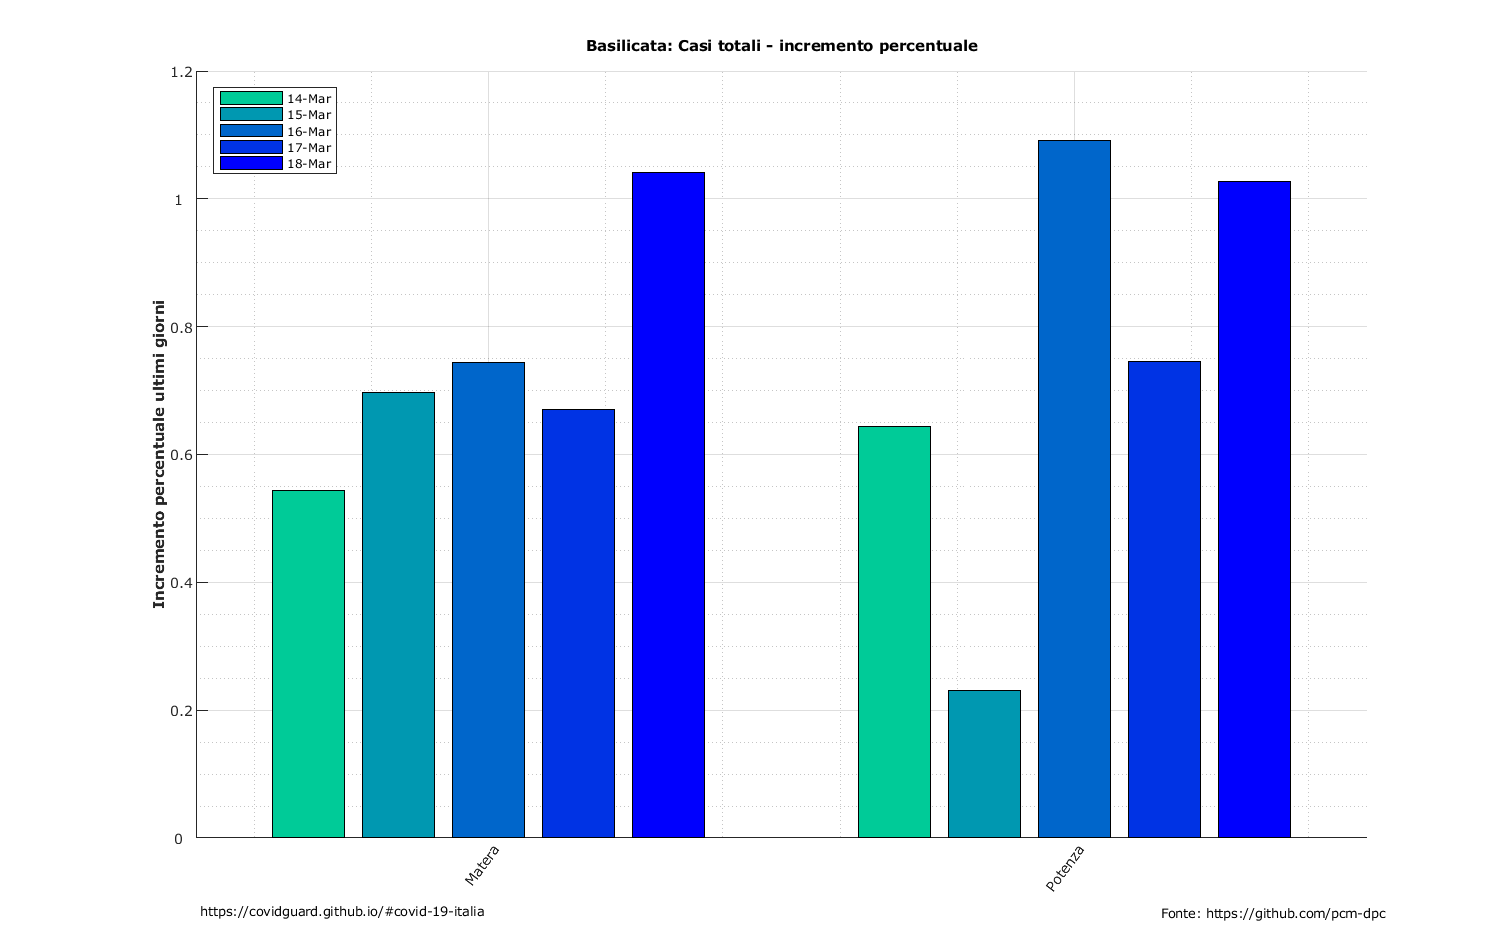 Basilicata: Casi totali - incremento percentuale
1.2
1
0.8
0.6
0.4
0.2
0
Incremento percentuale ultimi giorni
14-Mar
15-Mar
16-Mar
17-Mar
18-Mar
Matera
Potenza
https://covidguard.github.io/#covid-19-italia
Fonte: https://github.com/pcm-dpc